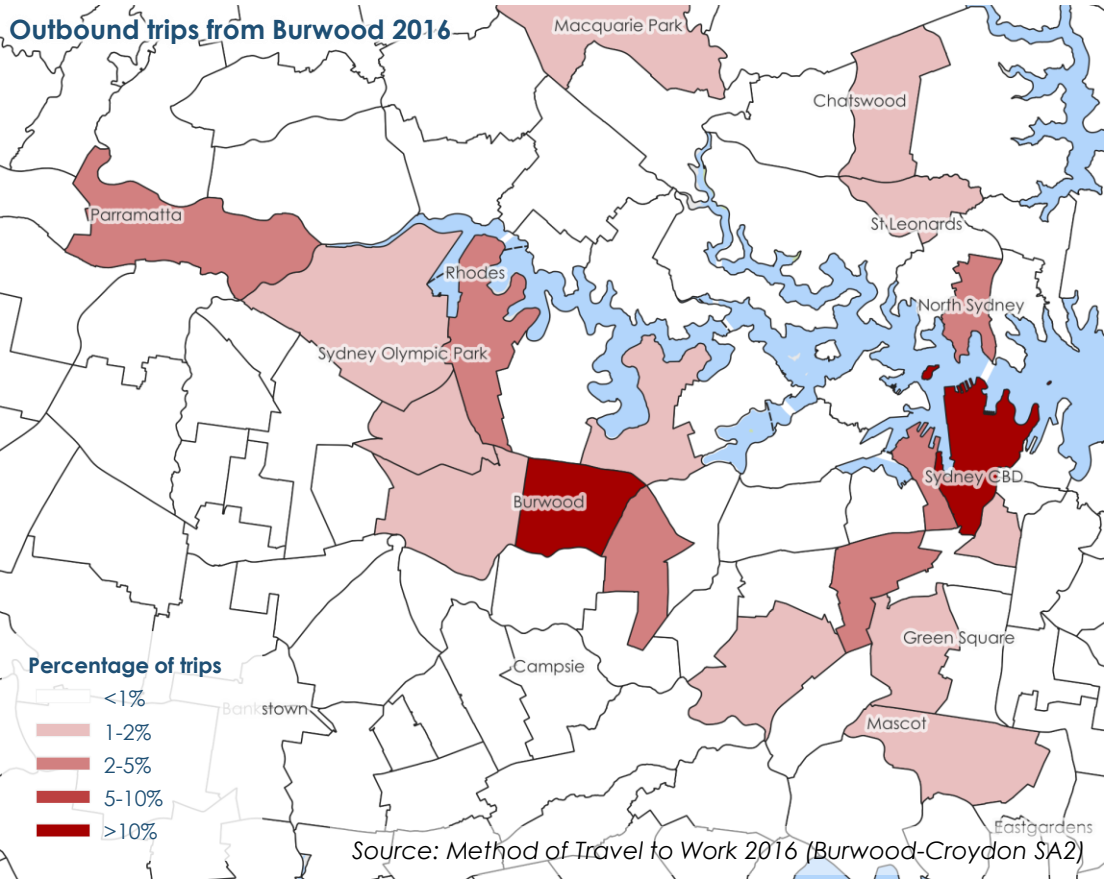 Outbound trips from Burwood 2016
Macquarie Park
Chatswood
Parramatta
St Leonards
Rhodes
North Sydney
Sydney Olympic Park
Sydney CBD
Burwood
Green Square
Campsie
Bankstown
Mascot
Eastgardens
Percentage of trips
<1%
1-2%
2-5%
5-10%
>10%
Source: Method of Travel to Work 2016 (Burwood-Croydon SA2)